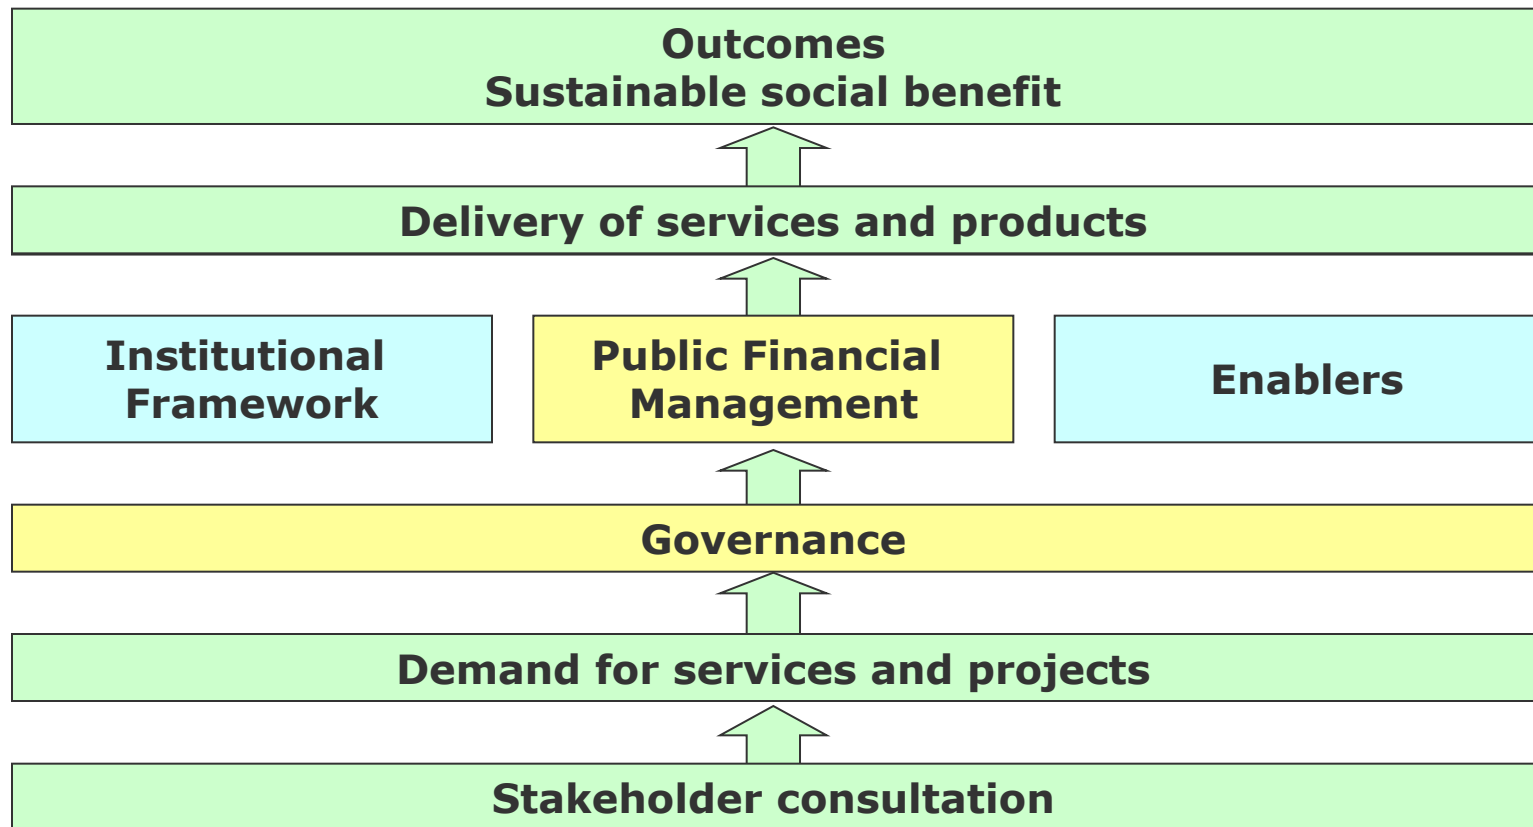 Outcomes
Sustainable social benefit
Delivery of services and products
Institutional
Framework
Public Financial
Management
Enablers
Governance
Demand for services and projects
Stakeholder consultation